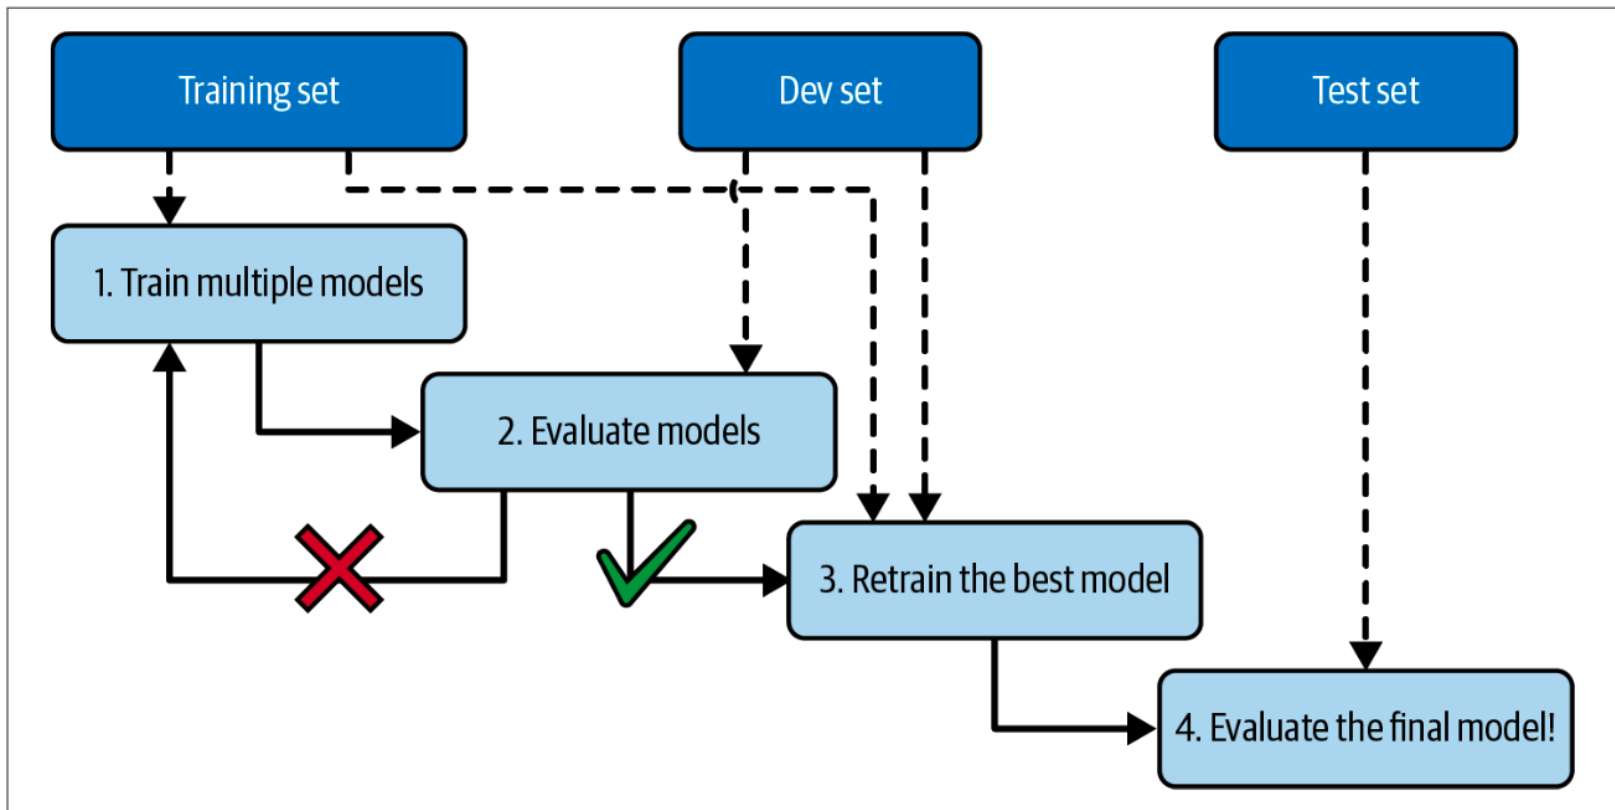 Training set
Dev set
Test set
1. Train multiple models
2. Evaluate models
3. Retrain the best model
4. Evaluate the final model!